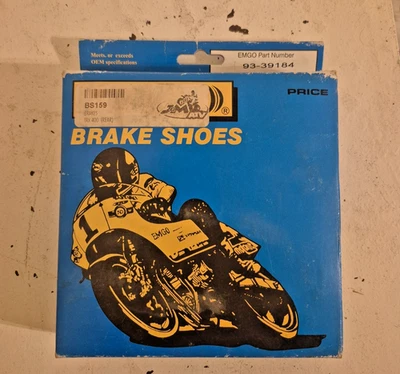 Meets or exceeds
OEM specifications
EMGO Part Number
93-39184
BS159
®
PRICE
BRAKE SHOES
1
EMGO